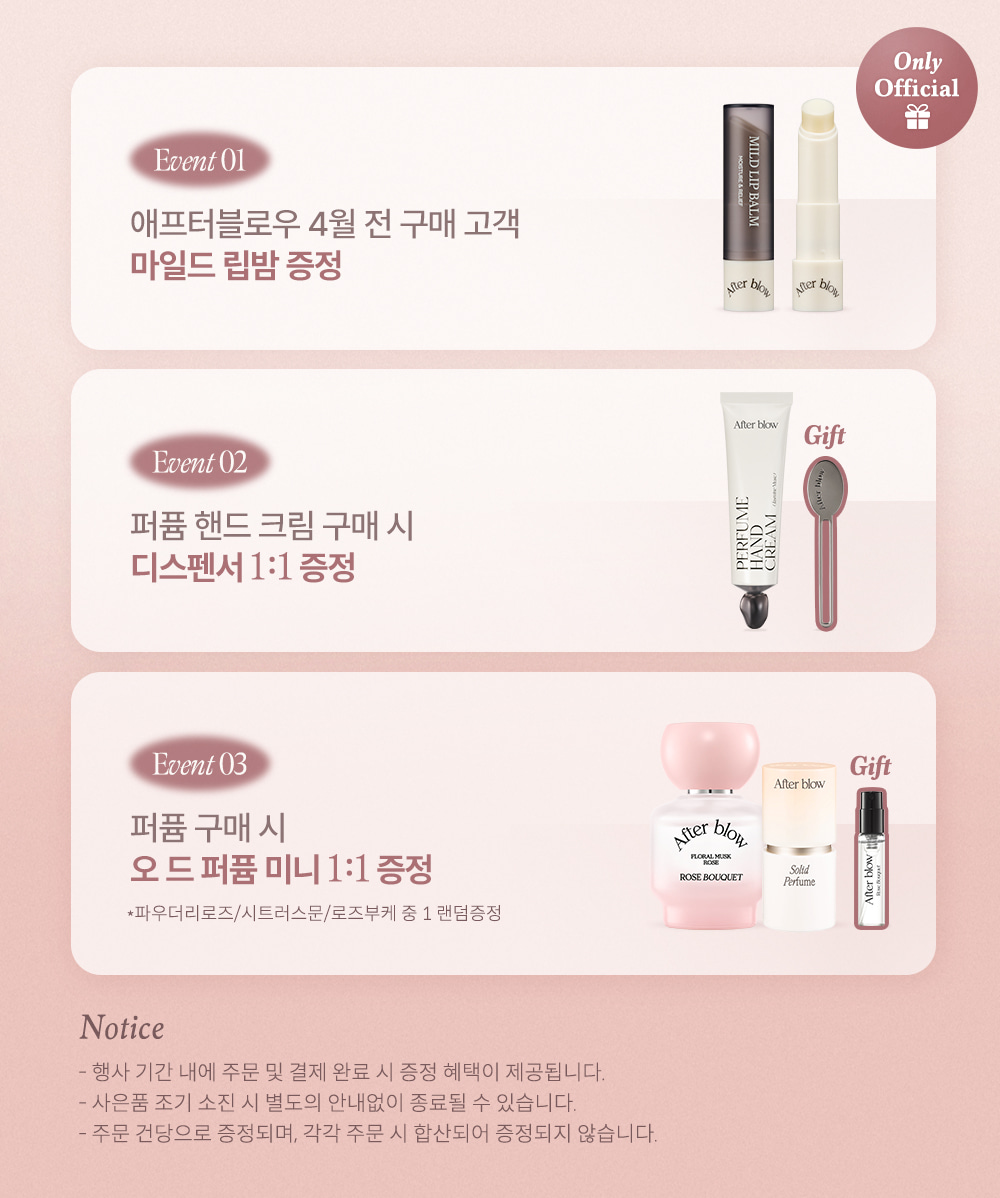 Only
Official
Event 01
애프터블로우 4월 전 구매 고객
마일드 립밤 증정
MILD LIP BALM
MOISTURE & RELIEF
After blow
After blow
Event 02
퍼퓸 핸드 크림 구매 시
디스펜서 1:1 증정
After blow
PERFUME
HAND
CREAM
Gift
After blow
Event 03
퍼퓸 구매 시
오 드 퍼퓸 미니 1:1 증정
*파우더리로즈/시트러스문/로즈부케 중 1 랜덤증정
After blow
FLORAL MUSK
ROSE
ROSE BOUQUET
After blow
Solid
Perfume
Gift
After blow
Rose Bouquet
Notice
- 행사 기간 내에 주문 및 결제 완료 시 증정 혜택이 제공됩니다.
- 사은품 조기 소진 시 별도의 안내없이 종료될 수 있습니다.
- 주문 건당으로 증정되며, 각각 주문 시 합산되어 증정되지 않습니다.